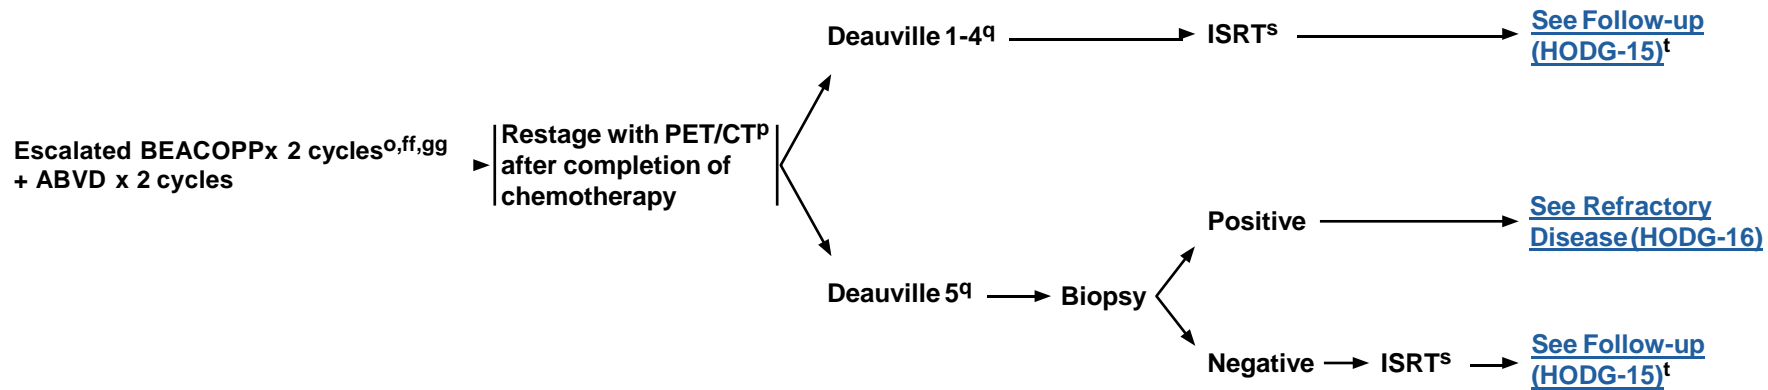 Escalated BEACOPPx 2 cycleso,ff,gg
+ ABVD x 2 cycles
Restage with PET/CTp
after completion of
chemotherapy
Deauville 1-4q
ISRTs
See Follow-up
(HODG-15)t
Deauville 5q
Biopsy
Positive
See Refractory
Disease (HODG-16)
Negative
ISRTs
See Follow-up
(HODG-15)t